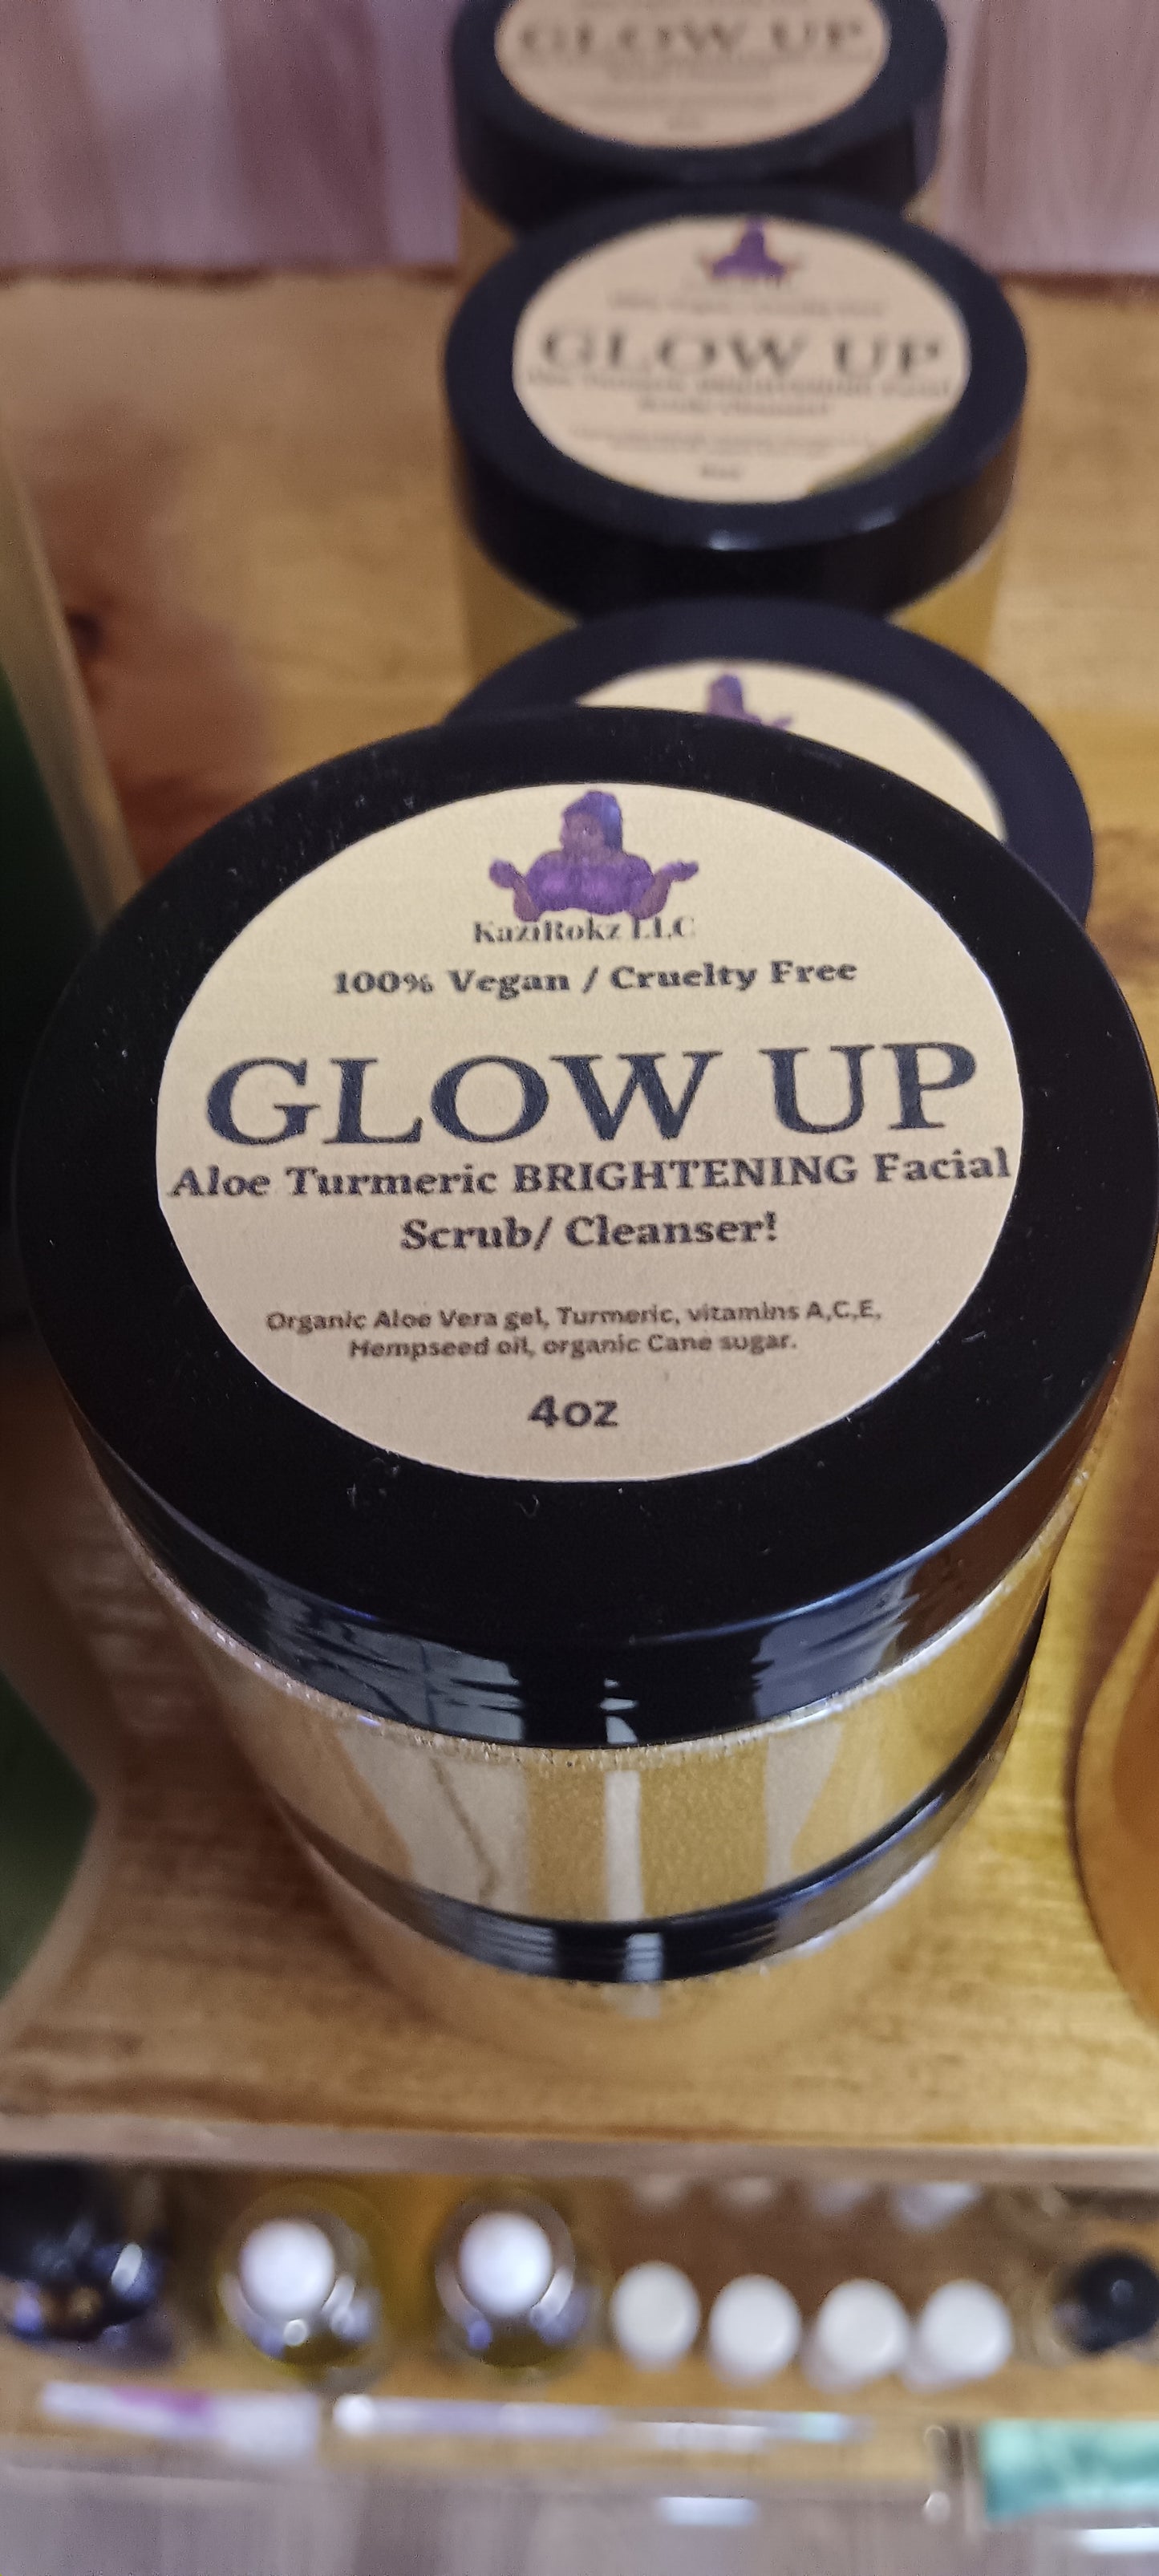 GLOW UP
GLOW UP
KaziRokz LLC
100% Vegan / Cruelty Free
GLOW UP
Aloe Turmeric BRIGHTENING Facial
Scrub/ Cleanser!
Organic Aloe Vera gel, Turmeric, vitamins A,C,E,
Hempseed oil, organic Cane sugar.
4oz